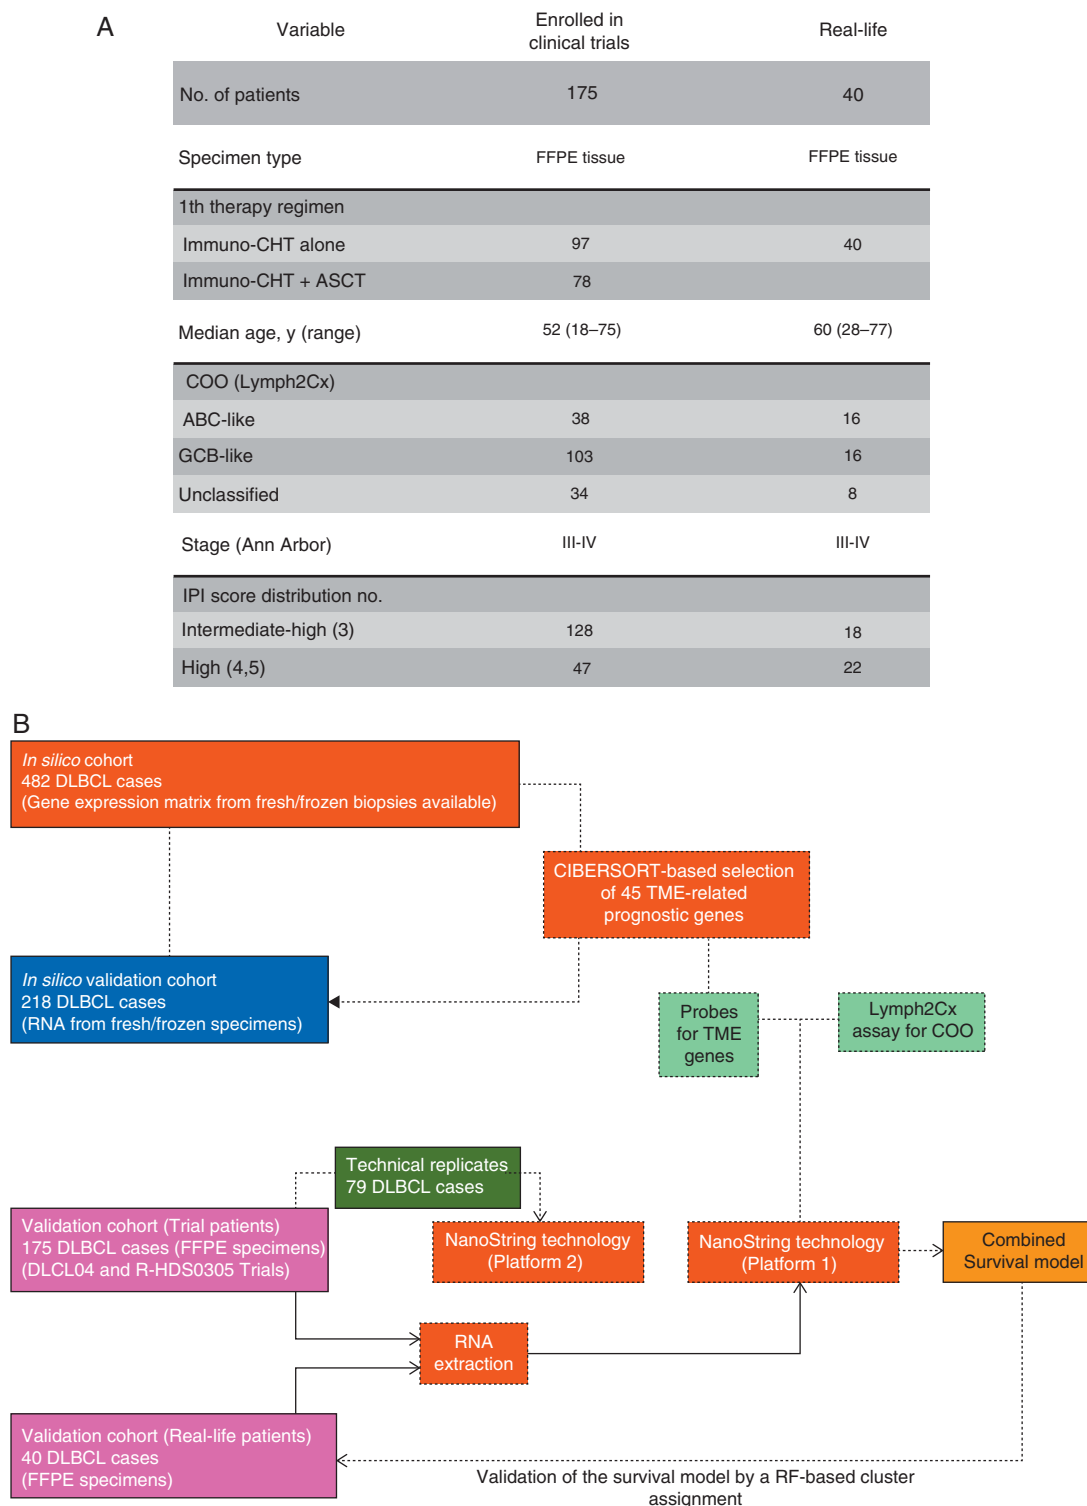 A
Variable
Enrolled in
clinical trials
Real-life
No. of patients 175 40
Specimen type FFPE tissue FFPE tissue
1th therapy regimen
Immuno-CHT alone 97 40
Immuno-CHT + ASCT 78
Median age, y (range) 52 (18–75) 60 (28–77)
COO (Lymph2Cx)
ABC-like 38 16
GCB-like 103 16
Unclassified 34 8
Stage (Ann Arbor) III-IV III-IV
IPI score distribution no.
Intermediate-high (3) 128 18
High (4,5) 47 22
B
In silico cohort
482 DLBCL cases
(Gene expression matrix from fresh/frozen biopsies available)
CIBERSORT-based selection
of 45 TME-related
prognostic genes
In silico validation cohort
218 DLBCL cases
(RNA from fresh/frozen specimens)
Probes
for TME
genes
Lymph2Cx
assay for COO
Technical replicates
79 DLBCL cases
Validation cohort (Trial patients)
175 DLBCL cases (FFPE specimens)
(DLCL04 and R-HDS0305 Trials)
NanoString technology
(Platform 2)
NanoString technology
(Platform 1)
Combined
Survival model
RNA
extraction
Validation cohort (Real-life patients)
40 DLBCL cases
(FFPE specimens)
Validation of the survival model by a RF-based cluster
assignment